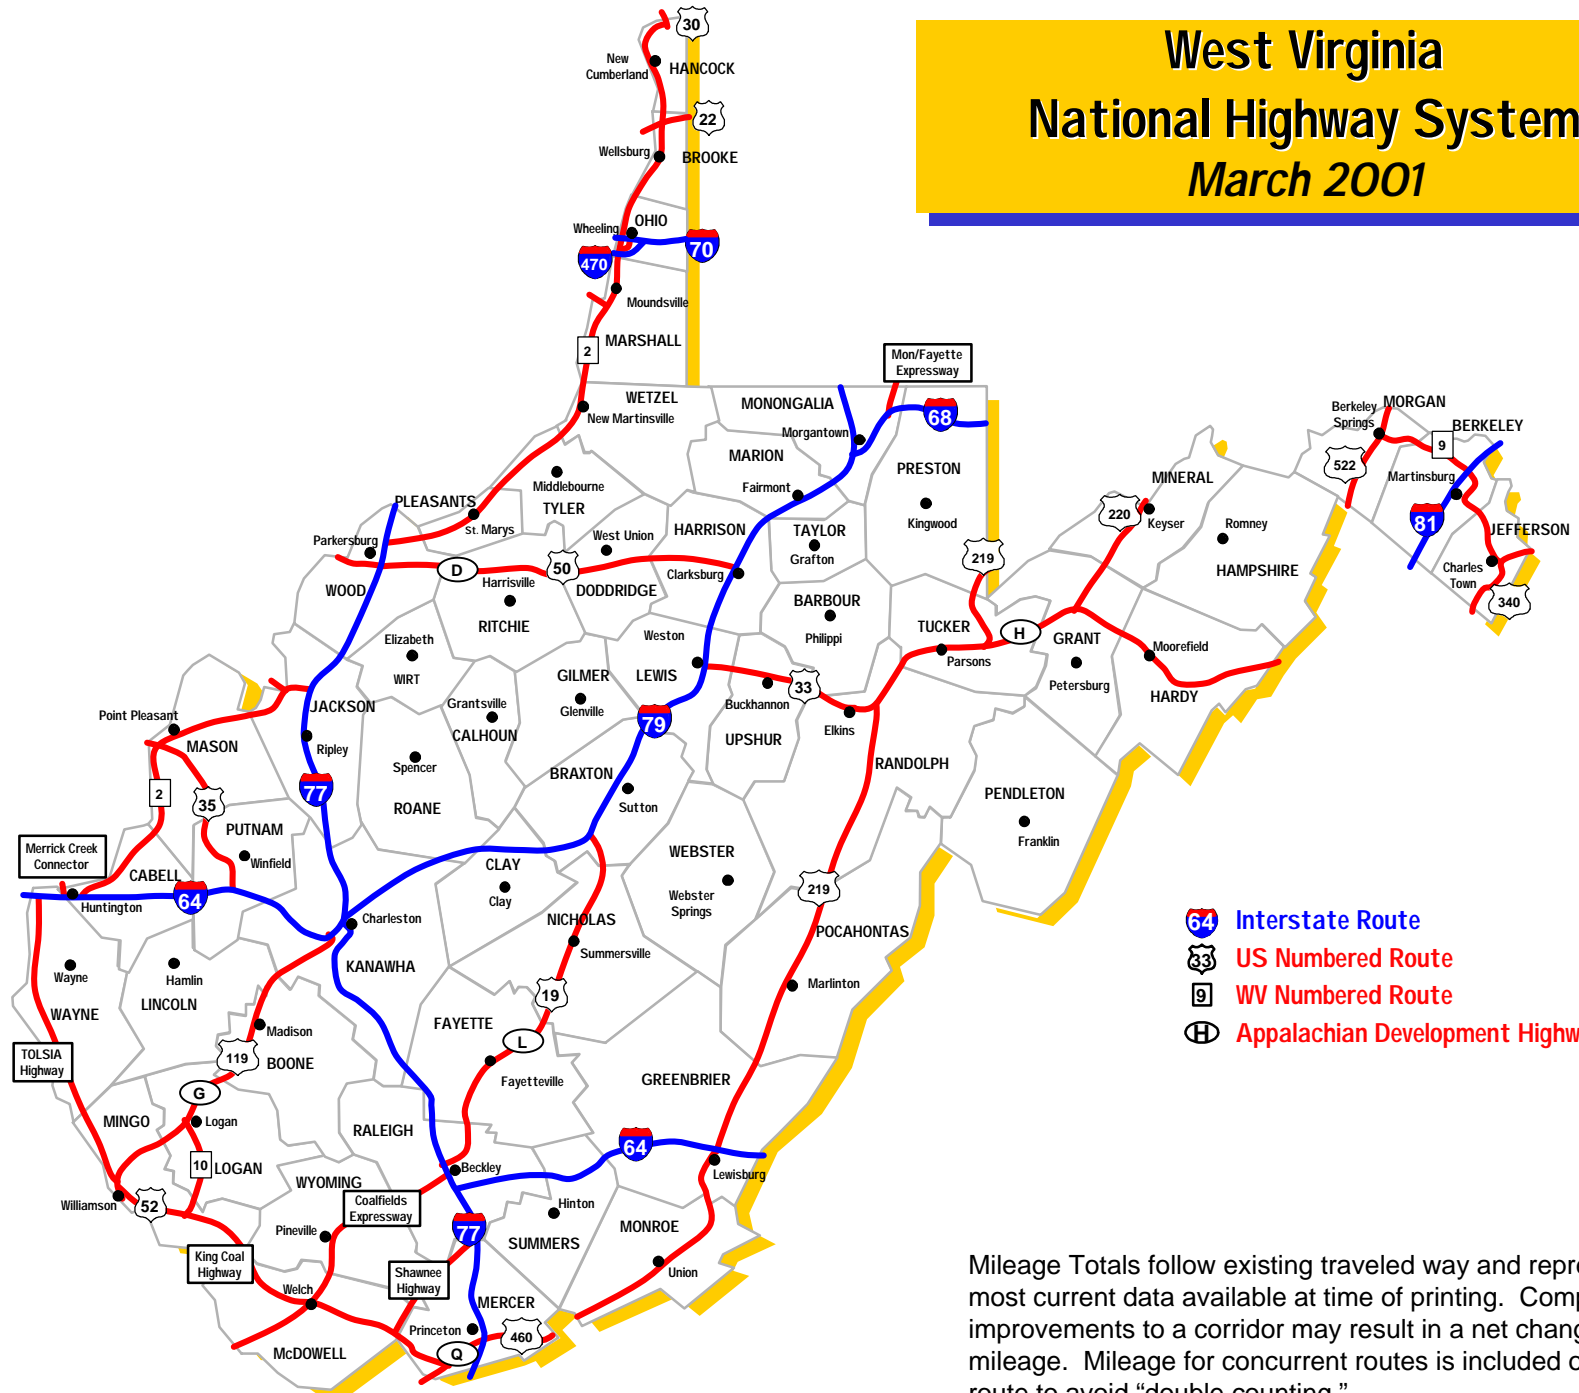 West Virginia
National Highway System
March 2001
30
New
Cumberland
HANCOCK
22
Wellsburg
BROOKE
OHIO
Wheeling
70
470
Moundsville
MARSHALL
2
Mon/Fayette
Expressway
WETZEL
New Martinsville
MONONGALIA
68
Morgantown
MARION
Fairmont
PRESTON
Kingwood
Middlebourne
TYLER
PLEASANTS
St. Marys
Berkeley
Springs
MORGAN
BERKELEY
9
522
Martinsburg
81
JEFFERSON
Charles
Town
340
MINERAL
220
Keyser
Romney
HAMPSHIRE
Parkersburg
WOOD
D
50
West Union
HARRISON
Clarksburg
DODDRIDGE
Harrisville
RITCHIE
TAYLOR
Grafton
219
BARBOUR
Philippi
TUCKER
Parsons
H
GRANT
Petersburg
Moorefield
HARDY
Elizabeth
WIRT
Weston
LEWIS
GILMER
Glenville
Grantsville
CALHOUN
79
Buckhannon
33
UPSHUR
Elkins
RANDOLPH
JACKSON
Ripley
Point Pleasant
MASON
Spencer
ROANE
BRAXTON
Sutton
PENDLETON
Franklin
77
2
35
PUTNAM
Winfield
Merrick Creek
Connector
CABELL
Huntington
64
CLAY
Clay
WEBSTER
Webster
Springs
219
POCAHONTAS
Marlinton
Charleston
KANAWHA
NICHOLAS
Summersville
Wayne
WAYNE
Hamlin
LINCOLN
19
FAYETTE
L
Fayetteville
Madison
119
BOONE
TOLSIA
Highway
G
GREENBRIER
MINGO
Logan
RALEIGH
64
10
LOGAN
Beckley
Lewisburg
WYOMING
Coalfields
Expressway
Williamson
52
Pineville
77
Hinton
SUMMERS
MONROE
King Coal
Highway
Shawnee
Highway
Union
Welch
MERCER
Princeton
460
Q
McDOWELL
64 Interstate Route
33 US Numbered Route
9 WV Numbered Route
H Appalachian Development
Mileage Totals follow existing traveled way and
most current data available at time of printing.
improvements to a corridor may result in a net
mileage. Mileage for concurrent routes is included
route to avoid “double counting.”